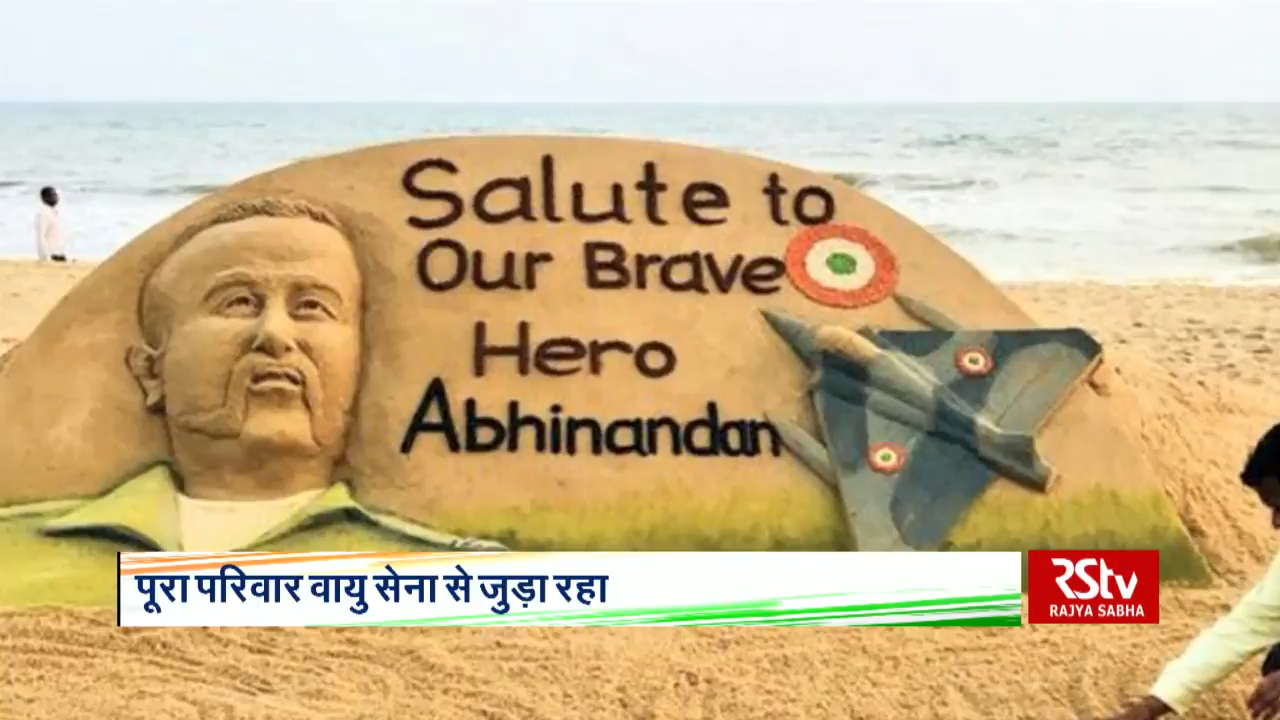 Salute to
Our Brave
Hero
Abhinandan
पूरा परिवार वायु सेना से जुड़ा रहा
RStv
RAJYA SABHA